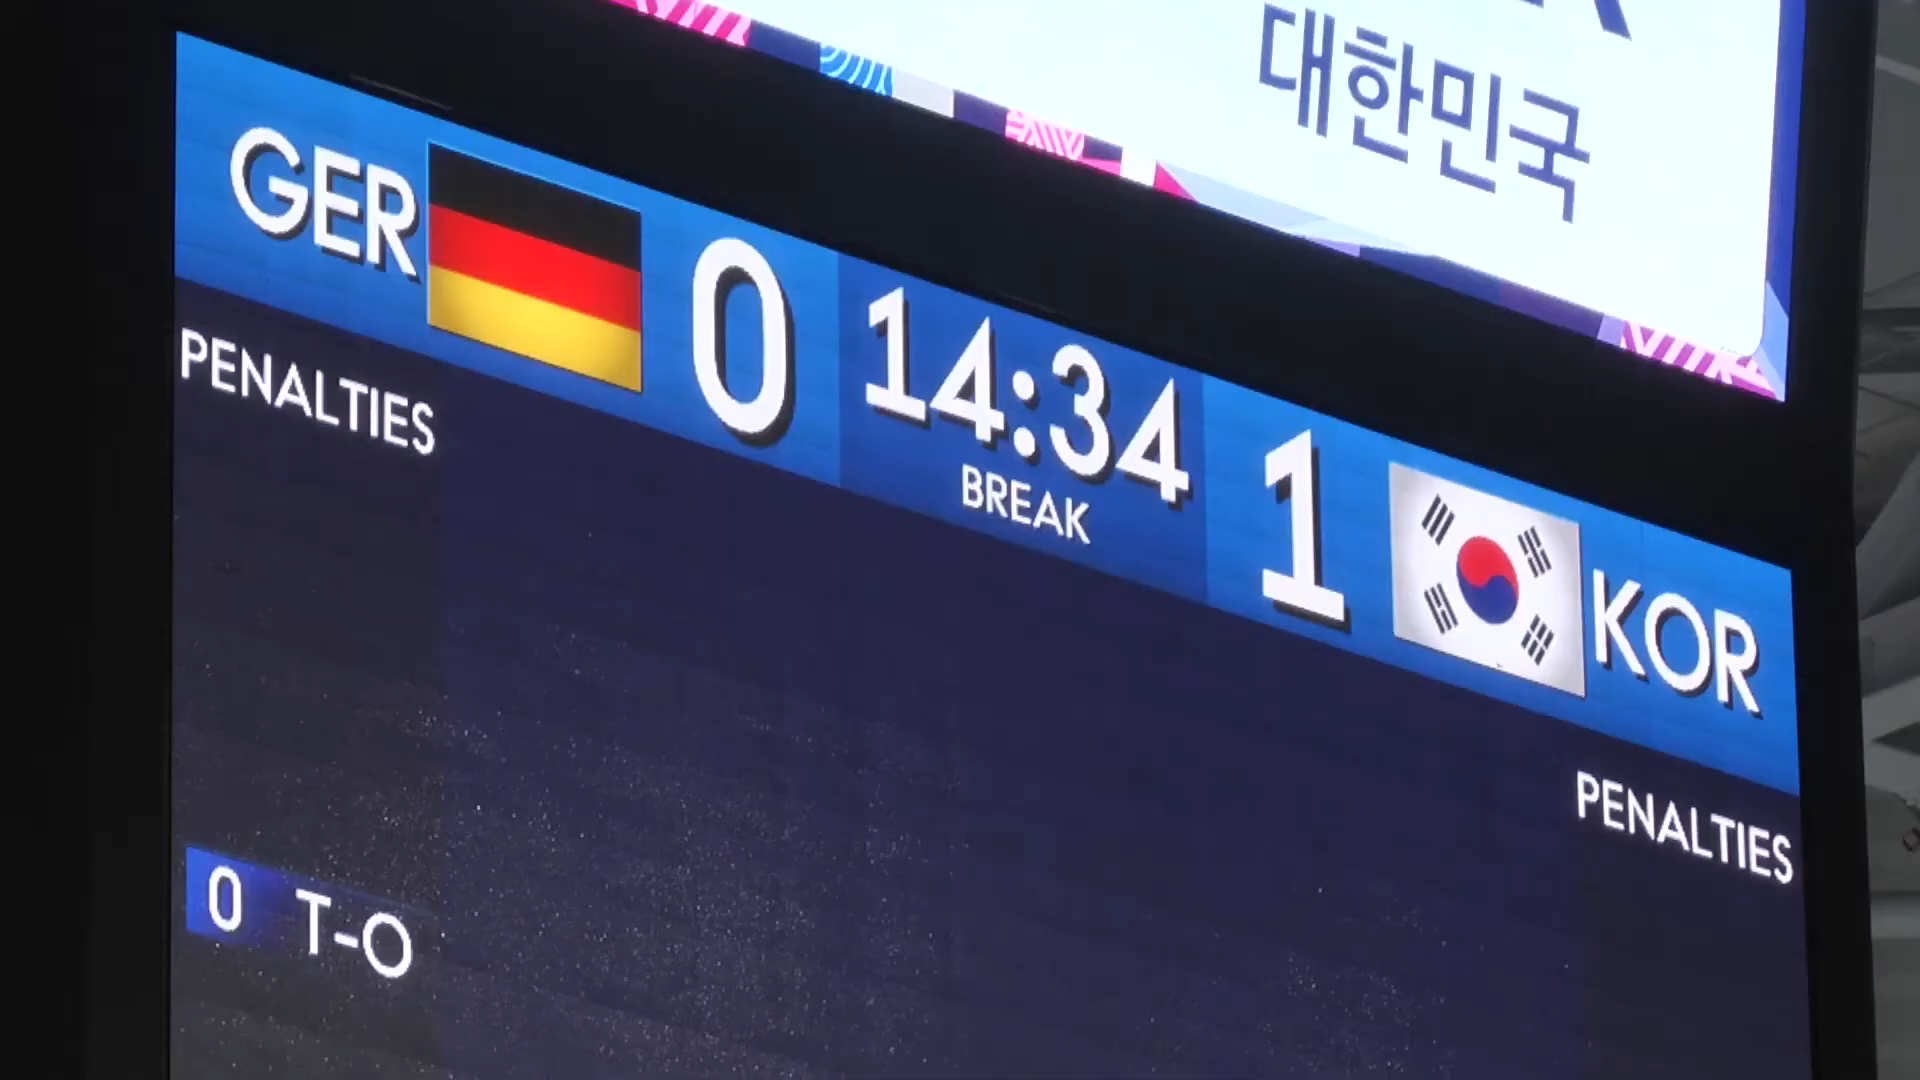 대한민국
GER 0 14:34 1 KOR
BREAK
PENALTIES
PENALTIES
0 T-O